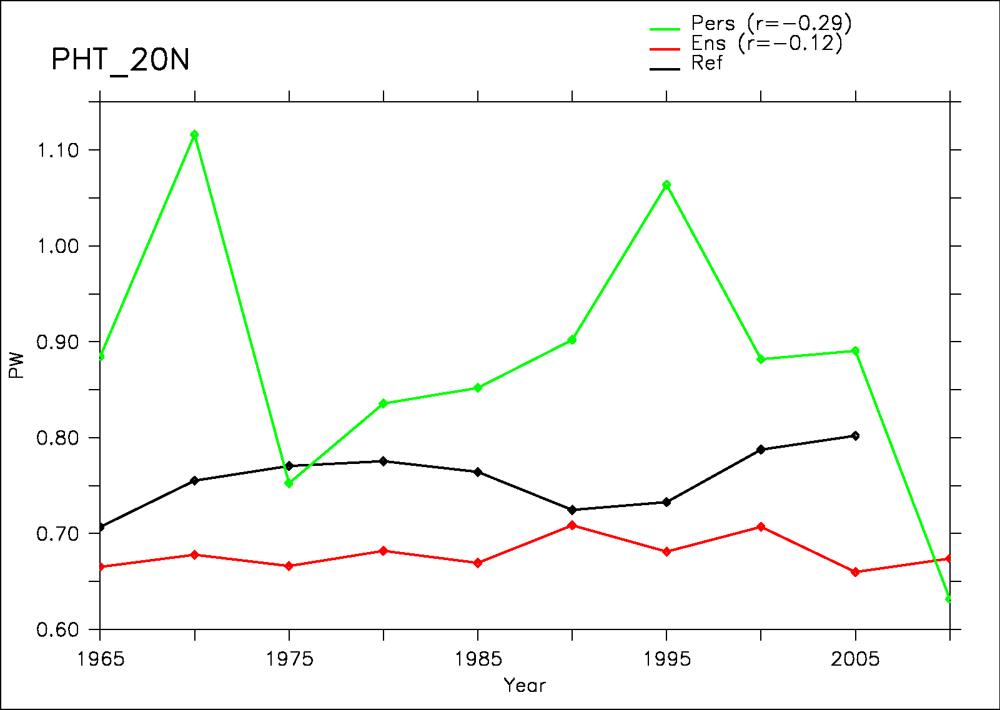 Pers (r=−0.29)
Ens (r=−0.12)
Ref
PHT_20N
1.10
1.00
0.90
0.80
0.70
0.60
PW
1965 1975 1985 1995 2005
Year